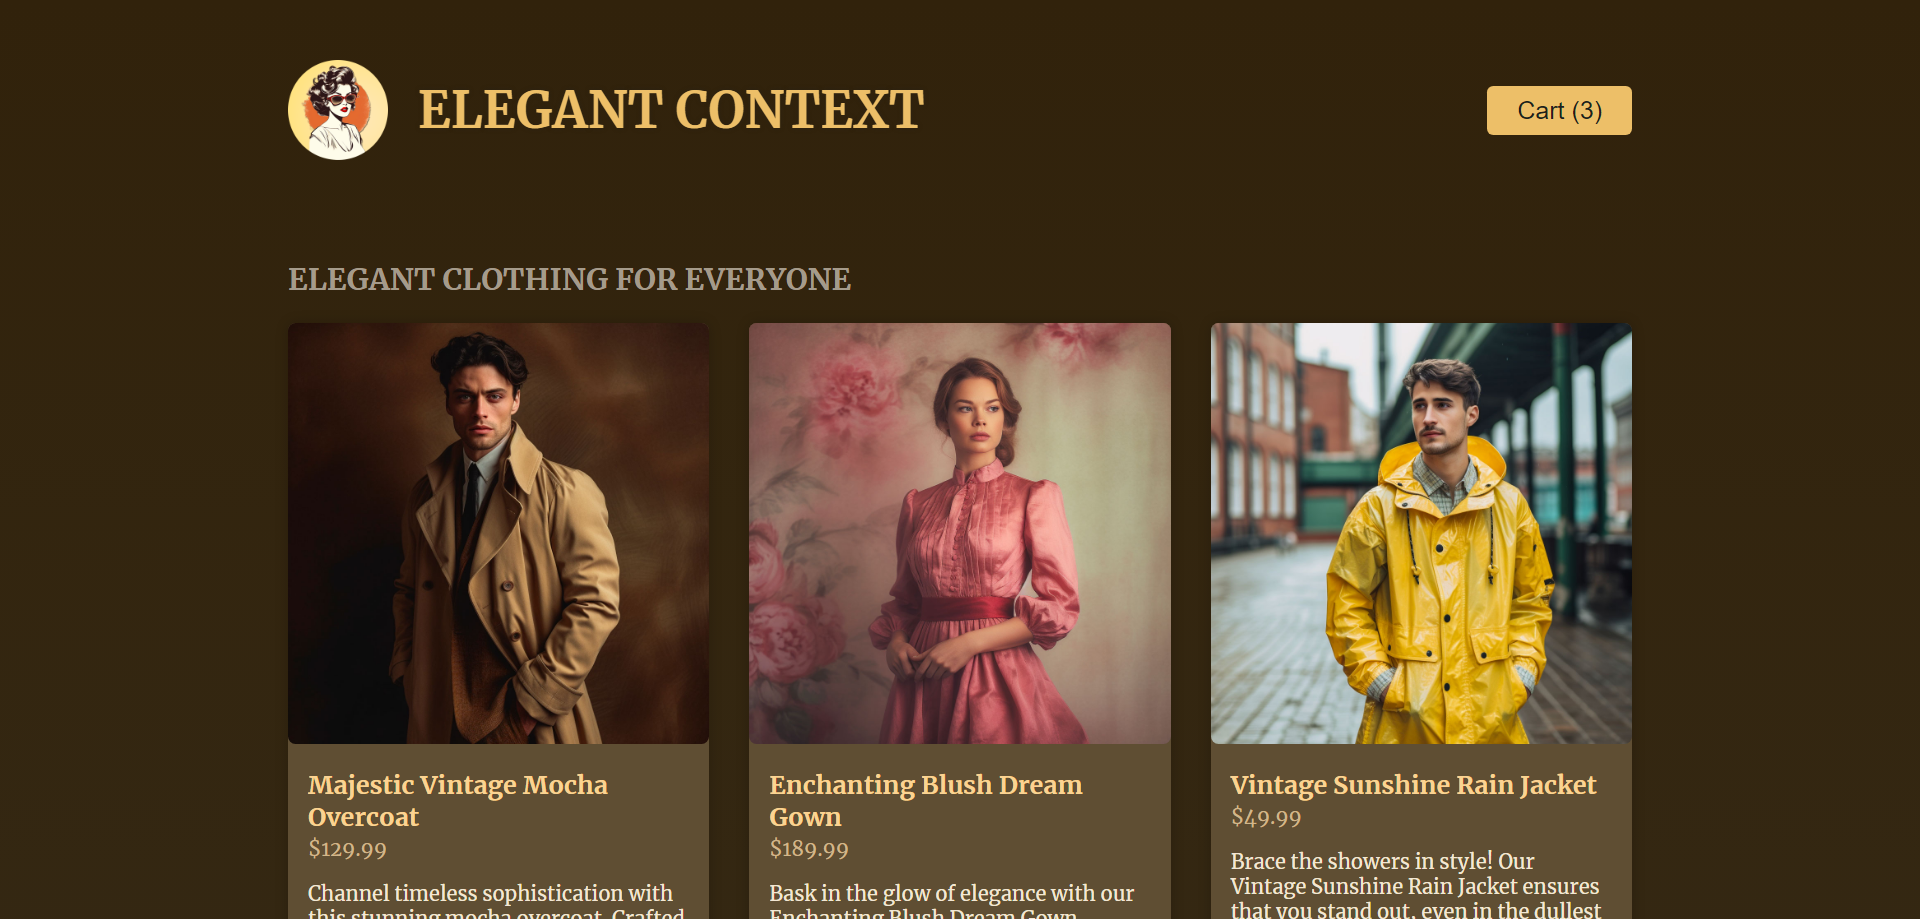 ELEGANT CONTEXT
Cart (3)
ELEGANT CLOTHING FOR EVERYONE
Majestic Vintage Mocha
Overcoat
$129.99
Channel timeless sophistication with
this stunning mocha overcoat. Crafted
Enchanting Blush Dream
Gown
$189.99
Bask in the glow of elegance with our
Enchanting Blush Dream Gown.
Vintage Sunshine Rain Jacket
$49.99
Brace the showers in style! Our
Vintage Sunshine Rain Jacket ensures
that you stand out, even in the dullest